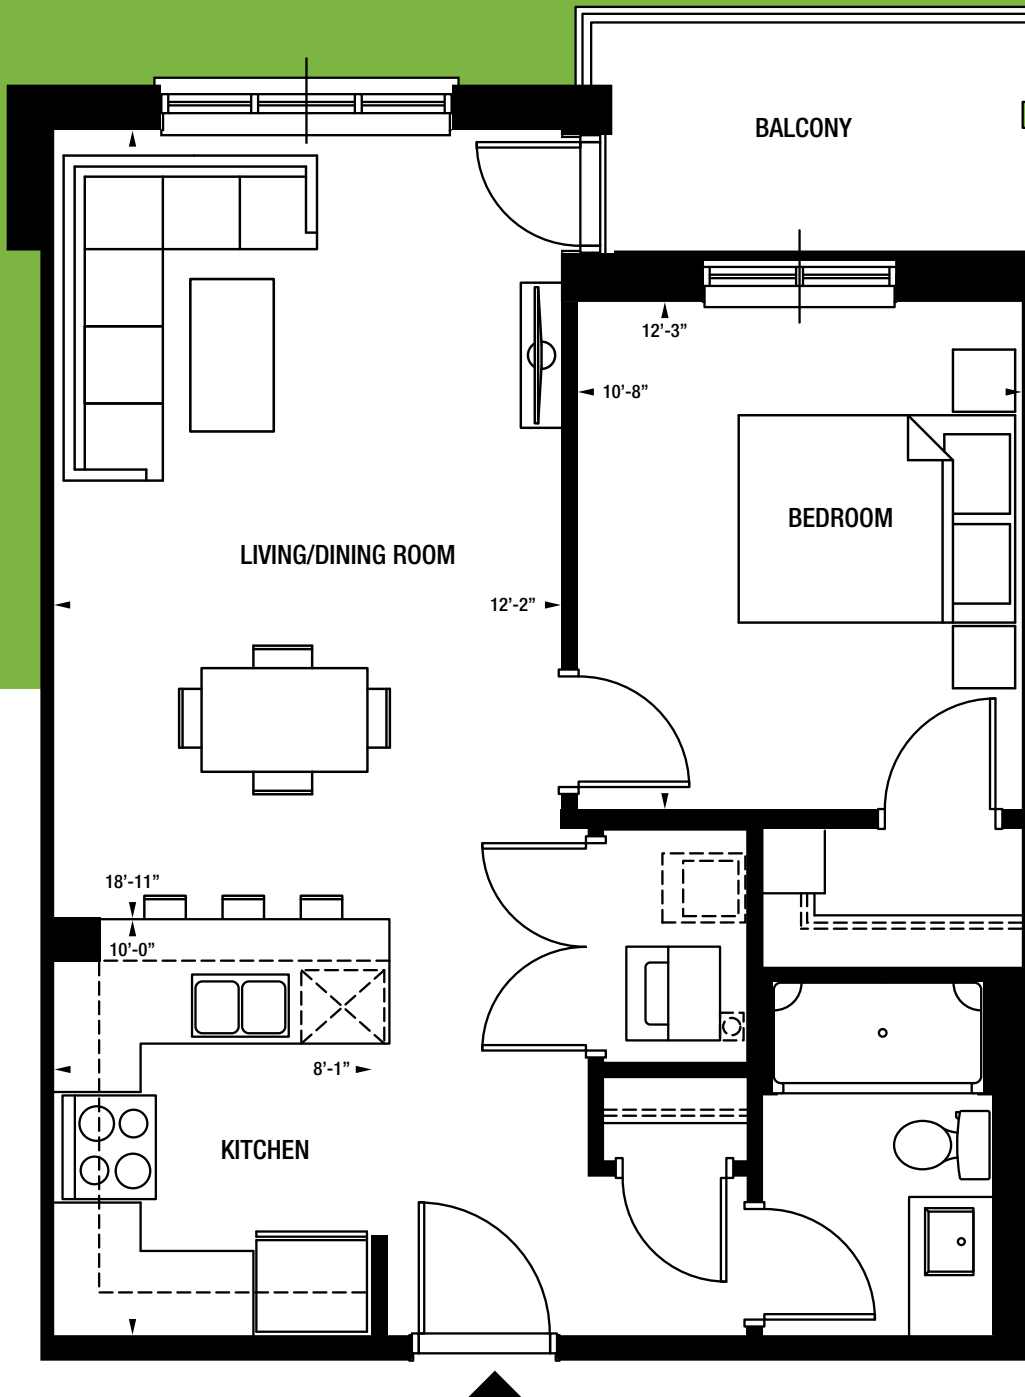 BALCONY
12’-3”
10’-8”
BEDROOM
LIVING/DINING ROOM
12’-2”
18’-11”
10’-0”
8’-1”
KITCHEN